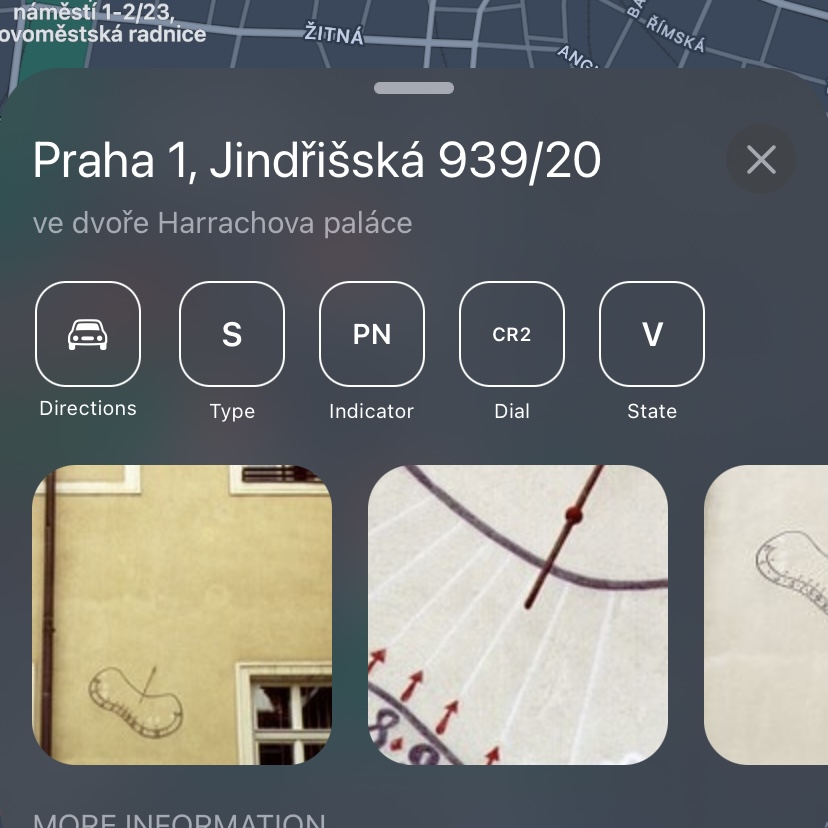 náměstí 1-2/23,
ovoměstská radnice
ŽITNÁ
ŘÍMSKÁ
BA
ANG
Praha 1, Jindřišská 939/20
ve dvoře Harrachova paláce
S
PN
CR2
V
Directions
Type
Indicator
Dial
State
8.9
MORE INFORMATION